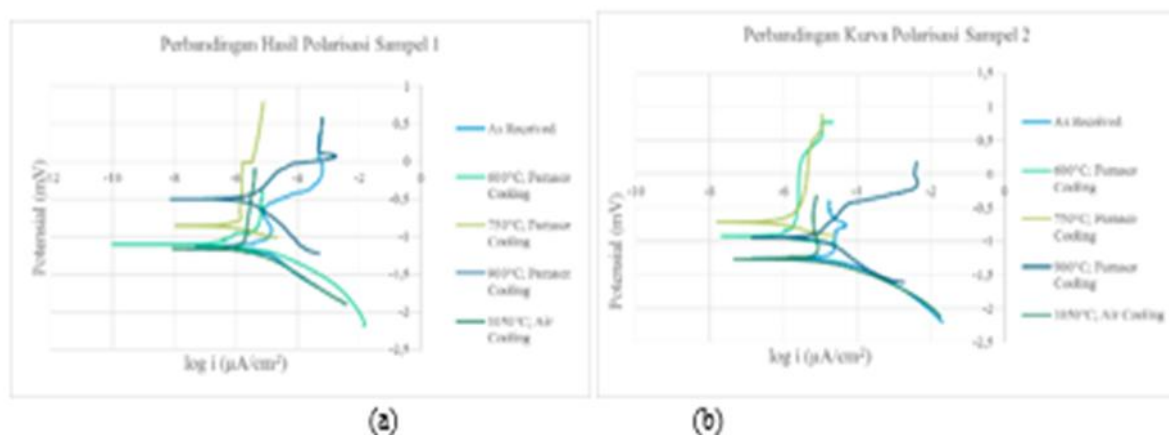 Perbandingan Hasil Polarisasi Sampel 1
1
0,5
0
-12 -10 -8 -6 -4 -2 0
-0,5
-1
-1,5
-2
-2,5
Potensial (mV)
log i (µA/cm²)
As Received
600°C; Furnace
Cooling
750°C; Furnace
Cooling
900°C; Furnace
Cooling
1050°C; Air
Cooling
(a)
Perbandingan Kurva Polarisasi Sampel 2
1,5
1
0,5
0
-10 -8 -6 -4 -2 0
-0,5
-1
-1,5
-2
-2,5
Potensial (mV)
log i (µA/cm²)
As Received
600°C; Furnace
Cooling
750°C; Furnace
Cooling
900°C; Furnace
Cooling
1050°C; Air Cooling
(b)